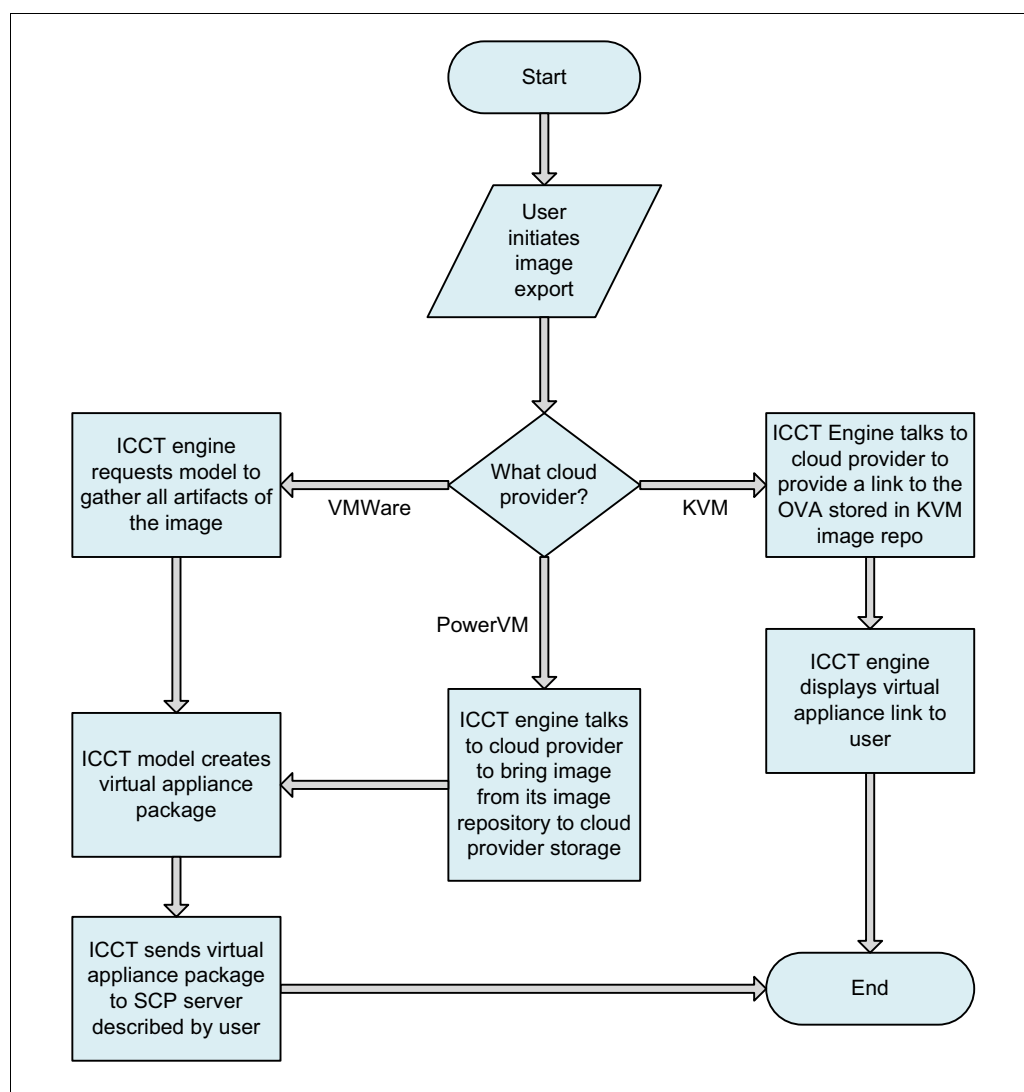 Start
User
initiates
image
export
What cloud
provider?
VMWare
KVM
PowerVM
ICCT engine
requests model to
gather all artifacts of
the image
ICCT Engine talks to
cloud provider to
provide a link to the
OVA stored in KVM
image repo
ICCT engine
displays virtual
appliance link to
user
ICCT model creates
virtual appliance
package
ICCT engine talks
to cloud provider
to bring image
from its image
repository to cloud
provider storage
ICCT sends virtual
appliance package
to SCP server
described by user
End